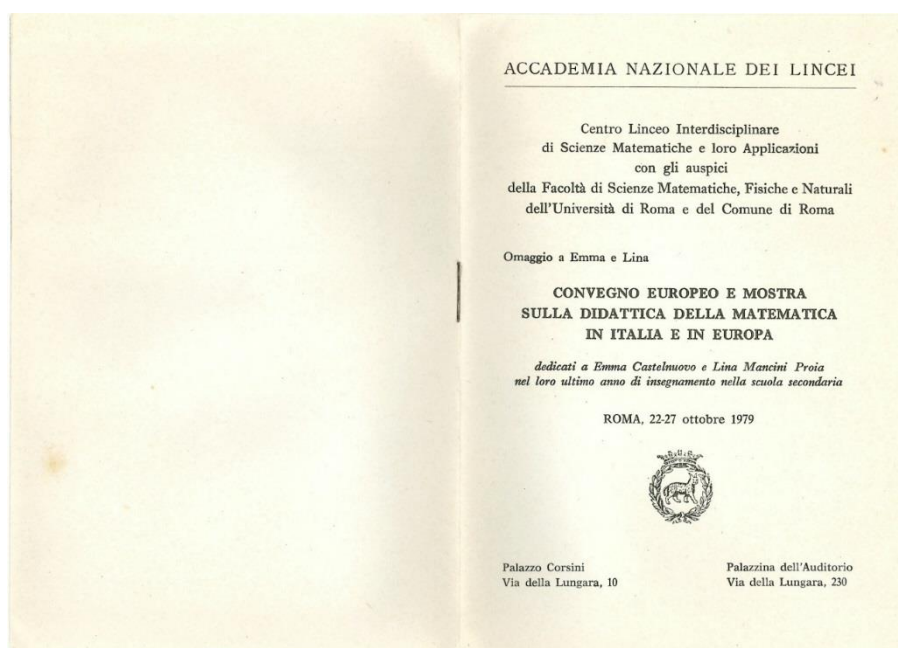 ACCADEMIA NAZIONALE DEI LINCEI
Centro Linceo Interdisciplinare
di Scienze Matematiche e loro Applicazioni
con gli auspici
della Facoltà di Scienze Matematiche, Fisiche e Naturali
dell'Università di Roma e del Comune di Roma
Omaggio a Emma e Lina
CONVEGNO EUROPEO E MOSTRA
SULLA DIDATTICA DELLA MATEMATICA
IN ITALIA E IN EUROPA
dedicati a Emma Castelnuovo e Lina Mancini Proia
nel loro ultimo anno di insegnamento nella scuola secondaria
ROMA, 22-27 ottobre 1979
Palazzo Corsini
Via della Lungara, 10
Palazzina dell'Auditorio
Via della Lungara, 230